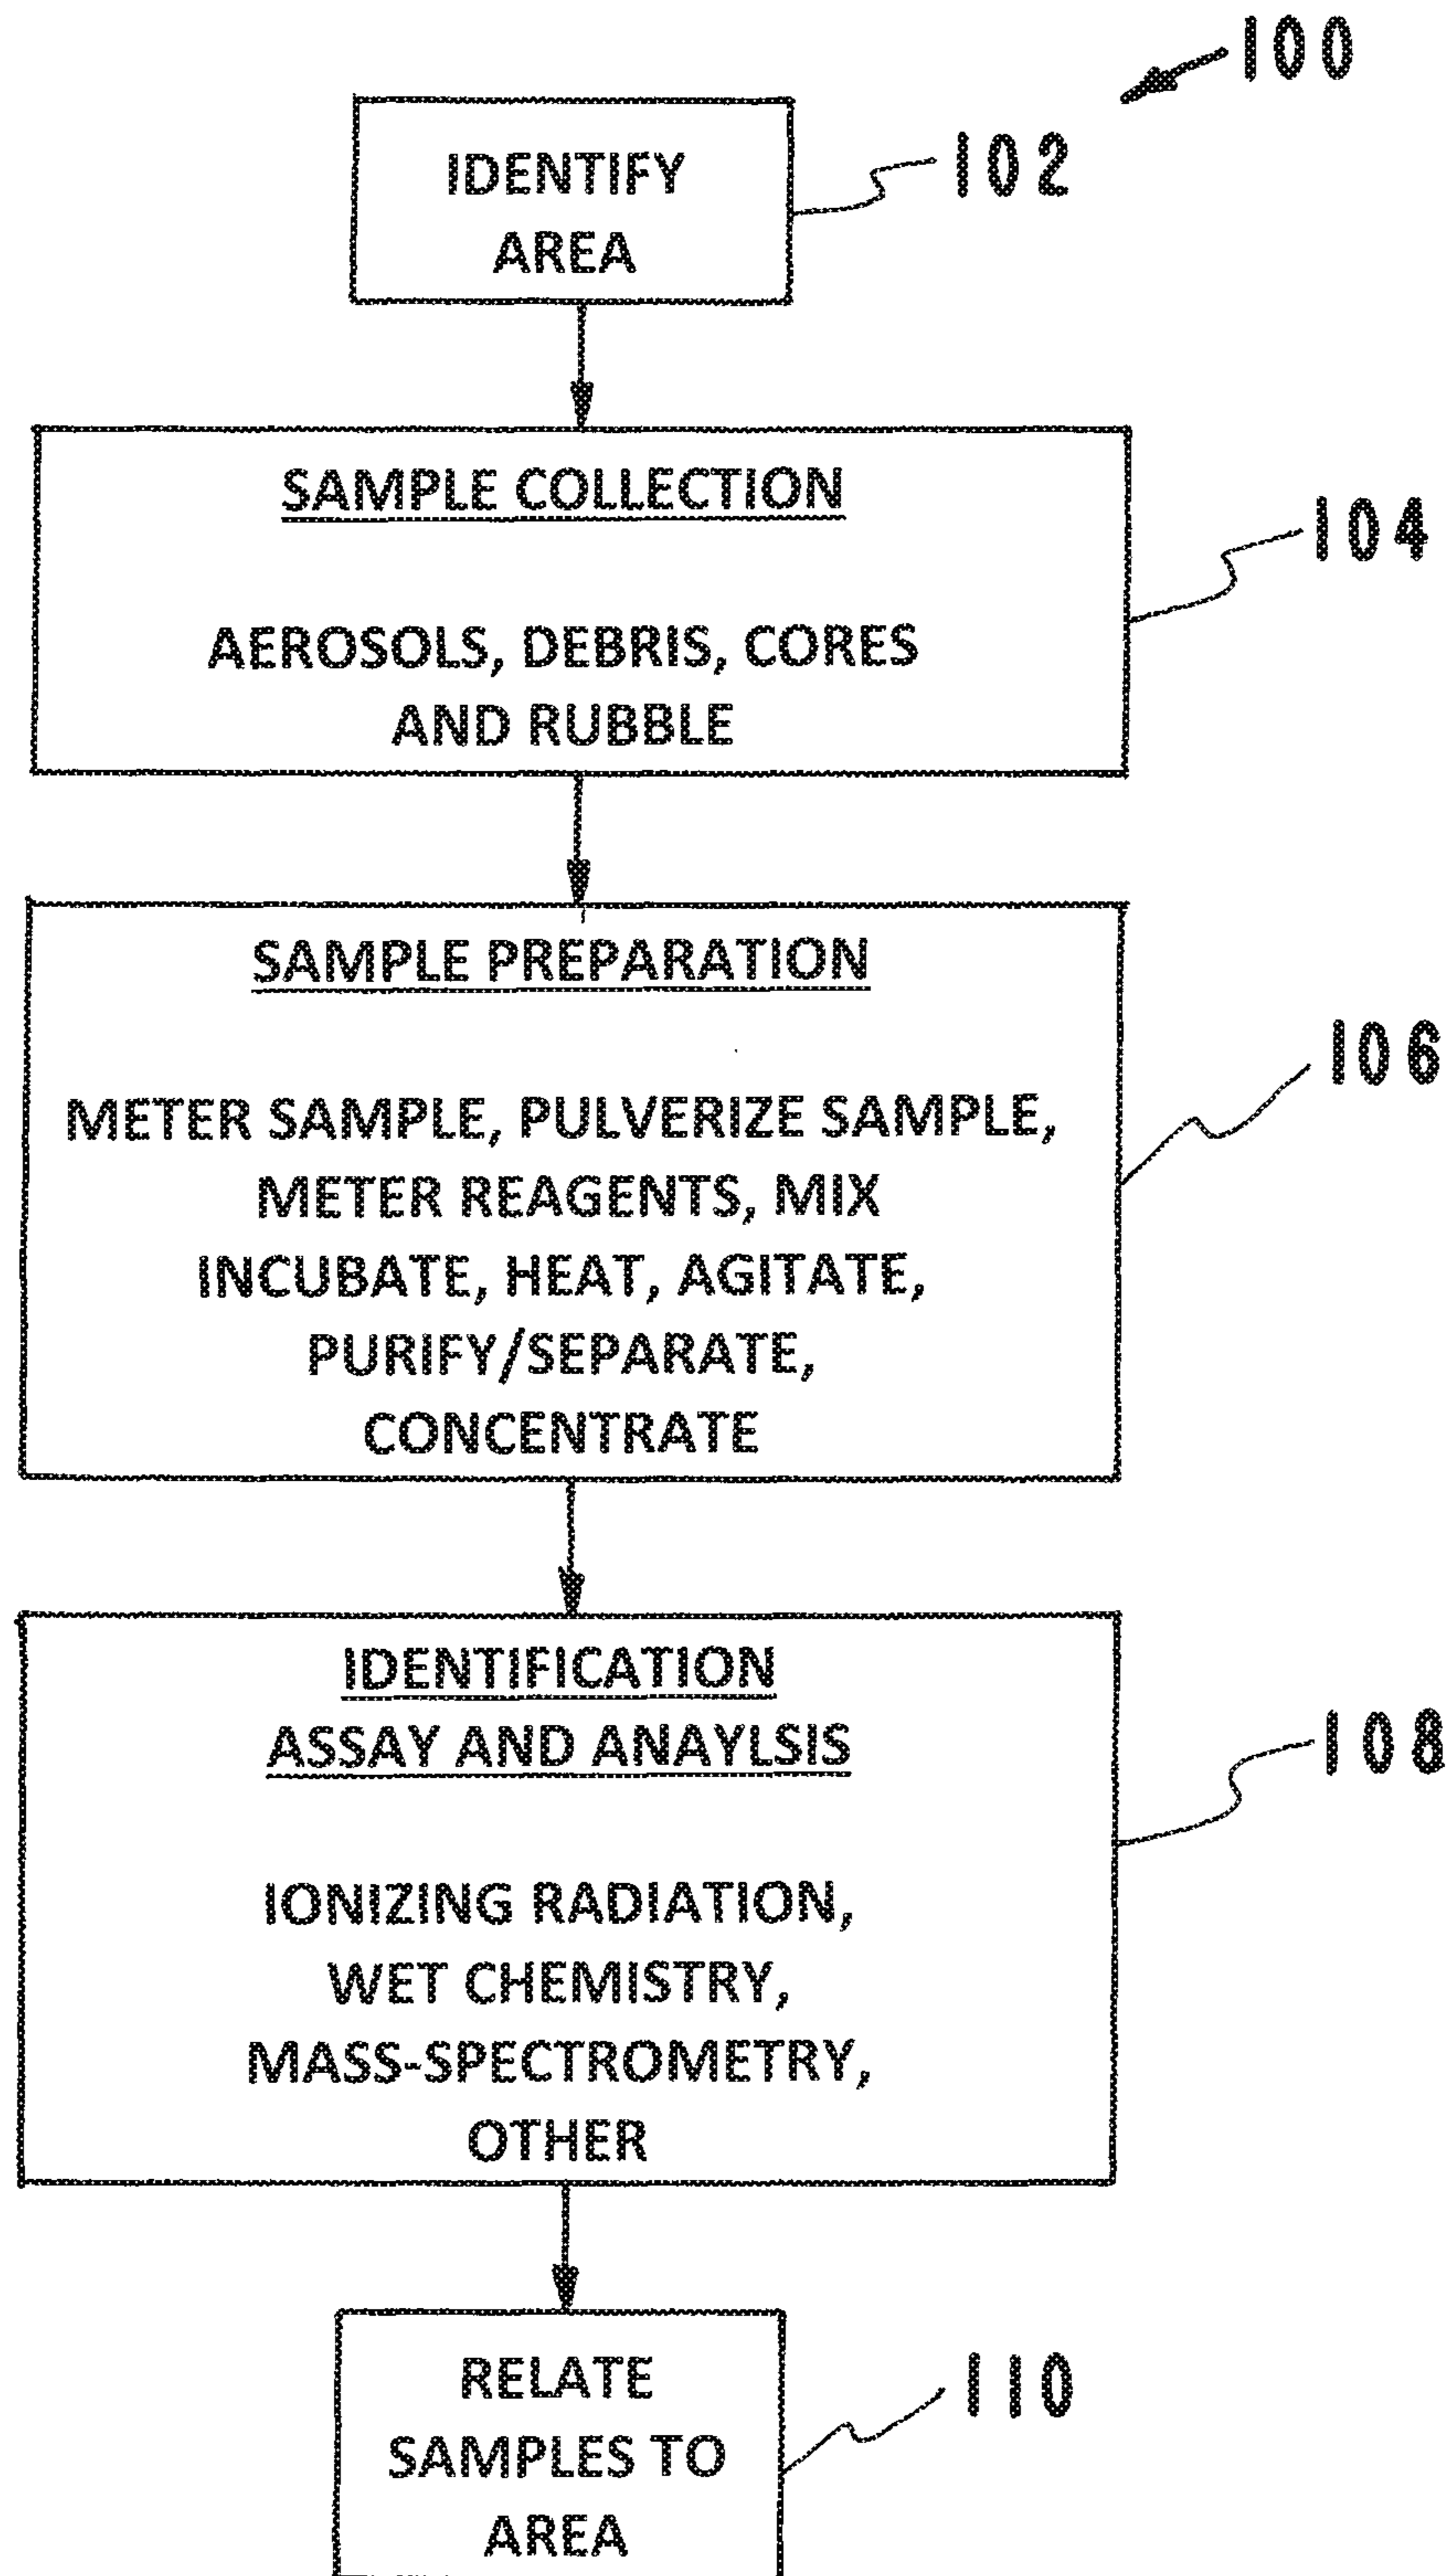 100
IDENTIFY
AREA
102
SAMPLE COLLECTION
AEROSOLS, DEBRIS, CORES
AND RUBBLE
104
SAMPLE PREPARATION
METER SAMPLE, PULVERIZE SAMPLE,
METER REAGENTS, MIX
INCUBATE, HEAT, AGITATE,
PURIFY/SEPARATE,
CONCENTRATE
106
IDENTIFICATION
ASSAY AND ANAYLSIS
IONIZING RADIATION,
WET CHEMISTRY,
MASS-SPECTROMETRY,
OTHER
108
RELATE
SAMPLES TO
AREA
110